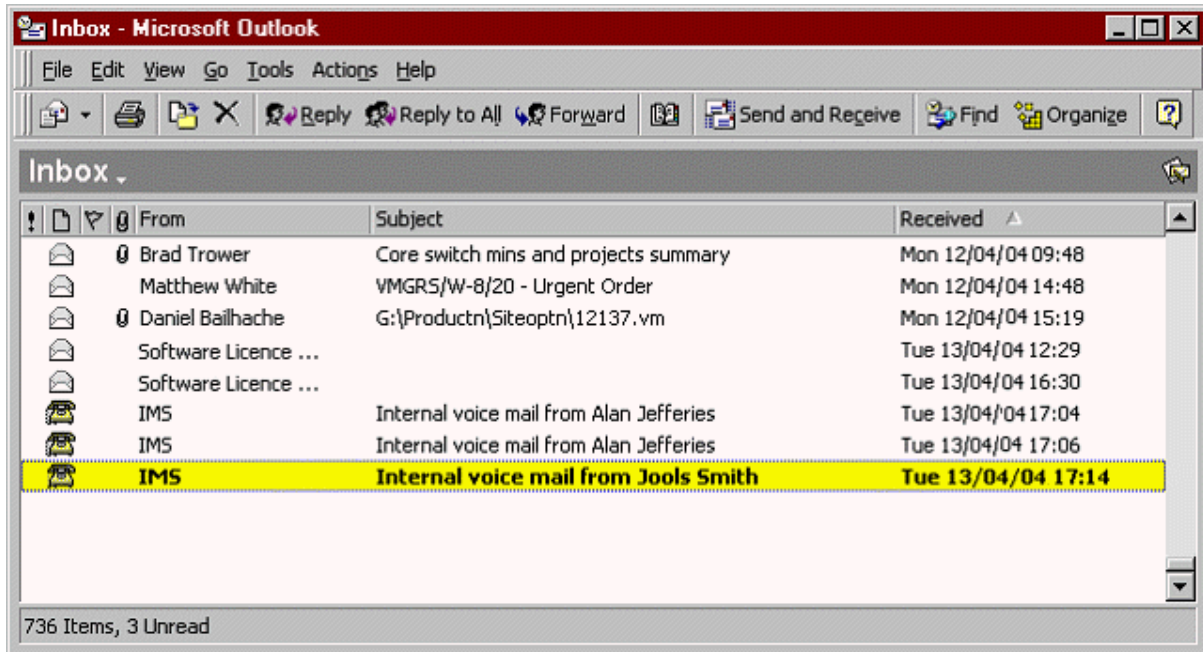 Inbox - Microsoft Outlook
File Edit View Go Tools Actions Help
Reply Reply to All Forward Send and Receive Find Organize
Inbox
! From Subject Received
Brad Trower Core switch mins and projects summary Mon 12/04/04 09:48
Matthew White VMGRS/W-8/20 - Urgent Order Mon 12/04/04 14:48
Daniel Bailhache G:\Productn\Siteoptn\12137.vm Mon 12/04/04 15:19
Software Licence ... Tue 13/04/04 12:29
Software Licence ... Tue 13/04/04 16:30
IMS Internal voice mail from Alan Jefferies Tue 13/04/'04 17:04
IMS Internal voice mail from Alan Jefferies Tue 13/04/04 17:06
IMS Internal voice mail from Jools Smith Tue 13/04/04 17:14
736 Items, 3 Unread